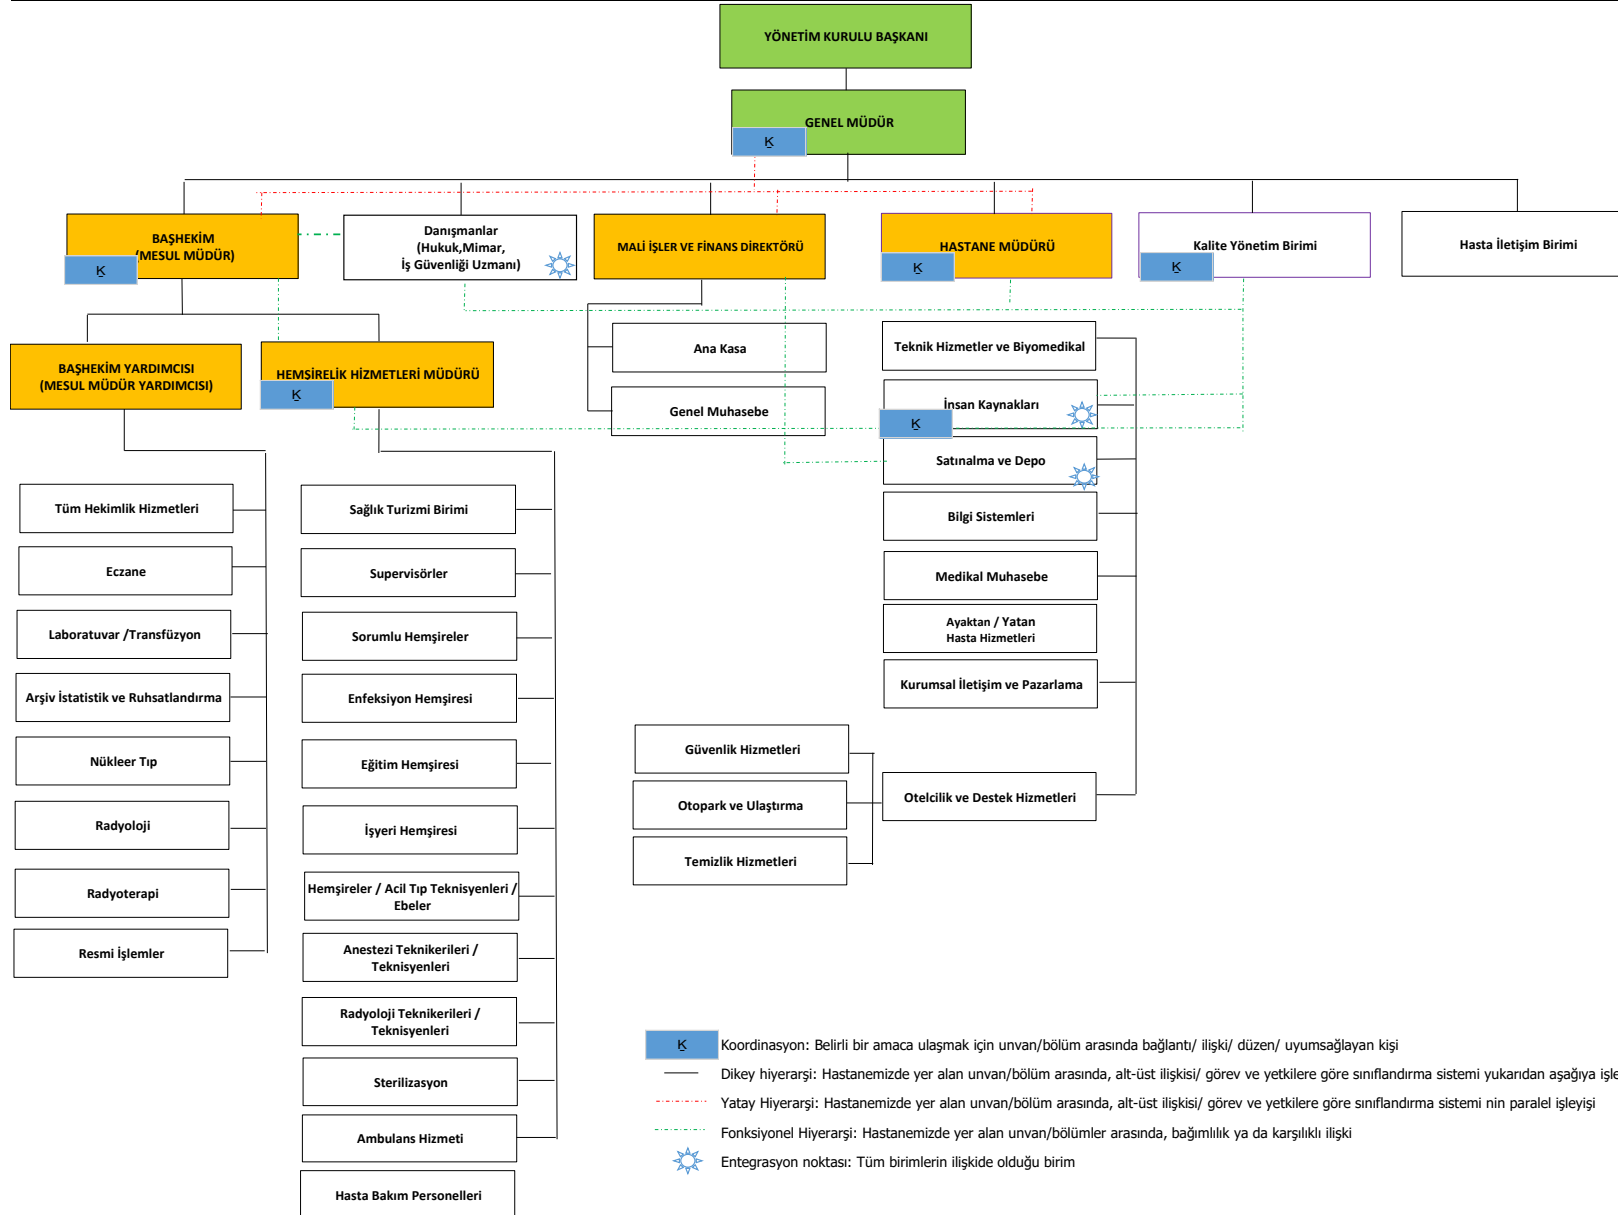 YÖNETİM KURULU BAŞKANI
GENEL MÜDÜR
K
BAŞHEKİM
(MESUL MÜDÜR)
K
Danışmanlar
(Hukuk,Mimar,
İş Güvenliği Uzmanı)
MALİ İŞLER VE FİNANS DİREKTÖRÜ
HASTANE MÜDÜRÜ
K
Kalite Yönetim Birimi
K
Hasta İletişim Birimi
BAŞHEKİM YARDIMCISI
(MESUL MÜDÜR YARDIMCISI)
HEMŞİRELİK HİZMETLERİ MÜDÜRÜ
K
Ana Kasa
Genel Muhasebe
Teknik Hizmetler ve Biyomedikal
İnsan Kaynakları
K
Satınalma ve Depo
Bilgi Sistemleri
Medikal Muhasebe
Ayaktan / Yatan
Hasta Hizmetleri
Kurumsal İletişim ve Pazarlama
Otelcilik ve Destek Hizmetleri
Güvenlik Hizmetleri
Otopark ve Ulaştırma
Temizlik Hizmetleri
Tüm Hekimlik Hizmetleri
Eczane
Laboratuvar /Transfüzyon
Arşiv İstatistik ve Ruhsatlandırma
Nükleer Tıp
Radyoloji
Radyoterapi
Resmi İşlemler
Sağlık Turizmi Birimi
Supervisörler
Sorumlu Hemşireler
Enfeksiyon Hemşiresi
Eğitim Hemşiresi
İşyeri Hemşiresi
Hemşireler / Acil Tıp Teknisyenleri /
Ebeler
Anestezi Teknikerileri /
Teknisyenleri
Radyoloji Teknikerileri /
Teknisyenleri
Sterilizasyon
Ambulans Hizmeti
Hasta Bakım Personelleri
K Koordinasyon: Belirli bir amaca ulaşmak için unvan/bölüm arasında bağlantı/ ilişki/ düzen/ uyumsağlayan kişi
Dikey hiyerarşi: Hastanemizde yer alan unvan/bölüm arasında, alt-üst ilişkisi/ görev ve yetkilere göre sınıflandırma sistemi yukarıdan aşağıya işle
Yatay Hiyerarşi: Hastanemizde yer alan unvan/bölüm arasında, alt-üst ilişkisi/ görev ve yetkilere göre sınıflandırma sistemi nin paralel işleyişi
Fonksiyonel Hiyerarşi: Hastanemizde yer alan unvan/bölümler arasında, bağımlılık ya da karşılıklı ilişki
Entegrasyon noktası: Tüm birimlerin ilişkide olduğu birim